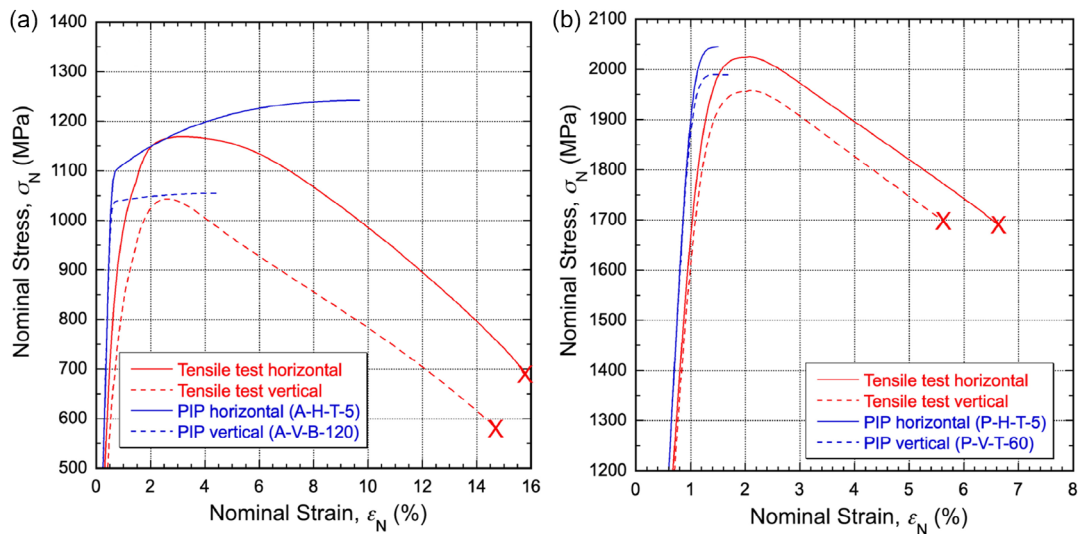 (a)
1400
1300
1200
1100
1000
900
800
700
600
500
Nominal Stress, σN (MPa)
Tensile test horizontal
Tensile test vertical
PIP horizontal (A-H-T-5)
PIP vertical (A-V-B-120)
X
X
0 2 4 6 8 10 12 14 16
Nominal Strain, εN (%)
(b)
2100
2000
1900
1800
1700
1600
1500
1400
1300
1200
Nominal Stress, σN (MPa)
X
X
Tensile test horizontal
Tensile test vertical
PIP horizontal (P-H-T-5)
PIP vertical (P-V-T-60)
0 1 2 3 4 5 6 7 8
Nominal Strain, εN (%)